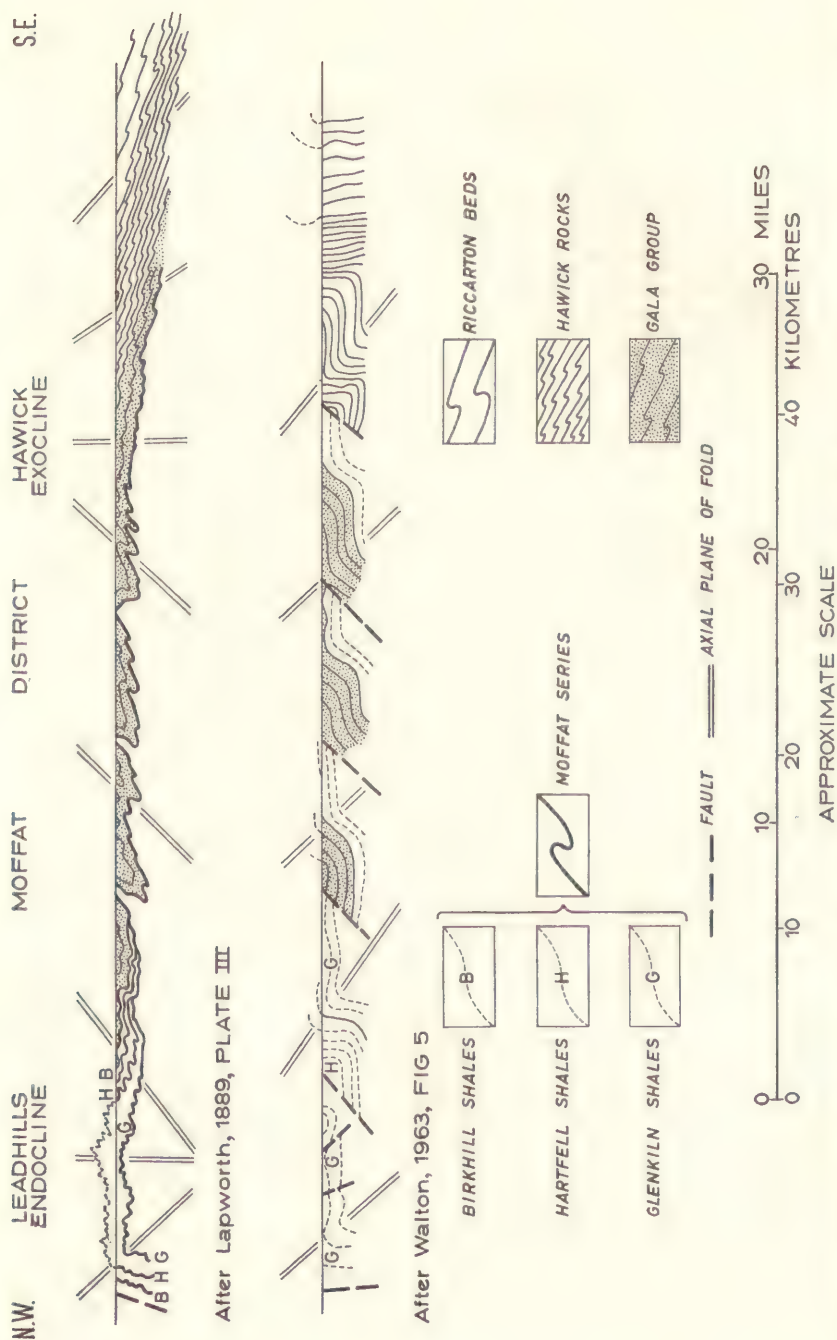 N.W.
LEADHILLS
ENDOCLINE
MOFFAT
DISTRICT
HAWICK
EXOCLINE
S.E.
B H G
G
H B
After Lapworth, 1889, PLATE III
G
G
H
G
After Walton, 1963, FIG 5
BIRKHILL SHALES
B
HARTFELL SHALES
H
GLENKILN SHALES
G
MOFFAT SERIES
RICCARTON BEDS
HAWICK ROCKS
GALA GROUP
FAULT
AXIAL PLANE OF FOLD
0 10 20 30 MILES
0 10 20 30 40 KILOMETRES
APPROXIMATE SCALE